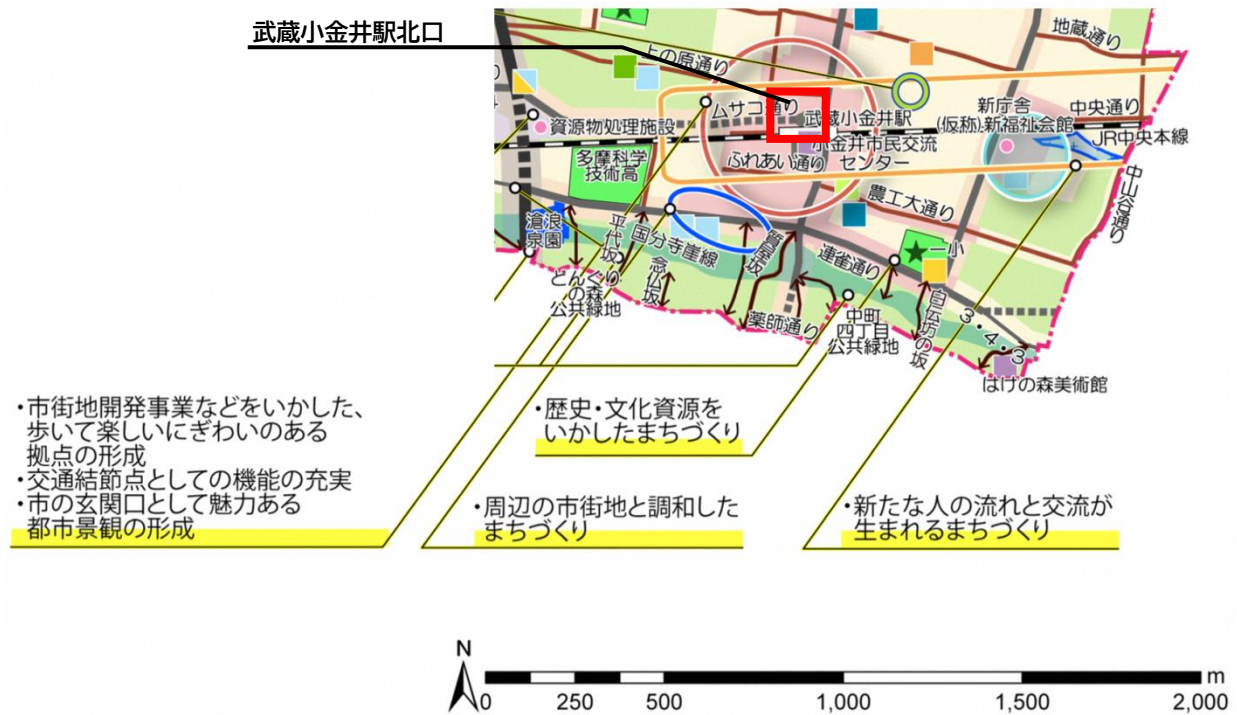 武蔵小金井駅北口
地蔵通り
上の原通り
ムサコ通り
武蔵小金井駅
新庁舎
(仮称)新福祉会館
中央通り
JR中央本線
資源物処理施設
小金井市民交流
センター
ふれあい通り
多摩科学
技術高
中山谷通り
農工大通り
滄浪
泉園
平代坂
国分寺崖線
念仏坂
質屋坂
連雀通り
一小
どんぐり
の森
公共緑地
薬師通り
中町
四丁目
公共緑地
白伝坊の坂
3・4・3
はけの森美術館
・市街地開発事業などをいかした、
歩いて楽しいにぎわいのある
拠点の形成
・交通結節点としての機能の充実
・市の玄関口として魅力ある
都市景観の形成
・歴史・文化資源を
いかしたまちづくり
・周辺の市街地と調和した
まちづくり
・新たな人の流れと交流が
生まれるまちづくり
N
0 250 500 1,000 1,500 2,000 m